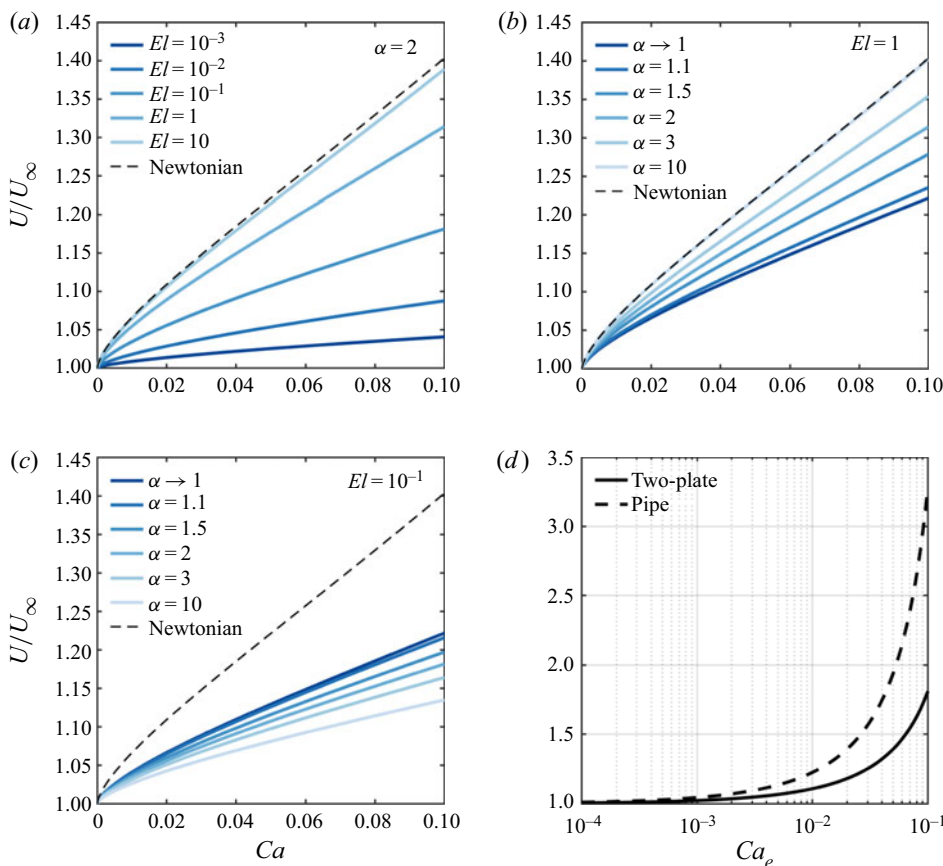 (a)
1.45
1.40
1.35
1.30
1.25
1.20
1.15
1.10
1.05
1.00
U/U∞
El = 10⁻³
El = 10⁻²
El = 10⁻¹
El = 1
El = 10
Newtonian
α = 2
0 0.02 0.04 0.06 0.08 0.10
(b)
1.45
1.40
1.35
1.30
1.25
1.20
1.15
1.10
1.05
1.00
α → 1
α = 1.1
α = 1.5
α = 2
α = 3
α = 10
Newtonian
El = 1
0 0.02 0.04 0.06 0.08 0.10
(c)
1.45
1.40
1.35
1.30
1.25
1.20
1.15
1.10
1.05
1.00
U/U∞
α → 1
α = 1.1
α = 1.5
α = 2
α = 3
α = 10
Newtonian
El = 10⁻¹
0 0.02 0.04 0.06 0.08 0.10
Ca
(d)
3.5
3.0
2.5
2.0
1.5
1.0
Two-plate
Pipe
10⁻⁴ 10⁻³ 10⁻² 10⁻¹
Caₑ